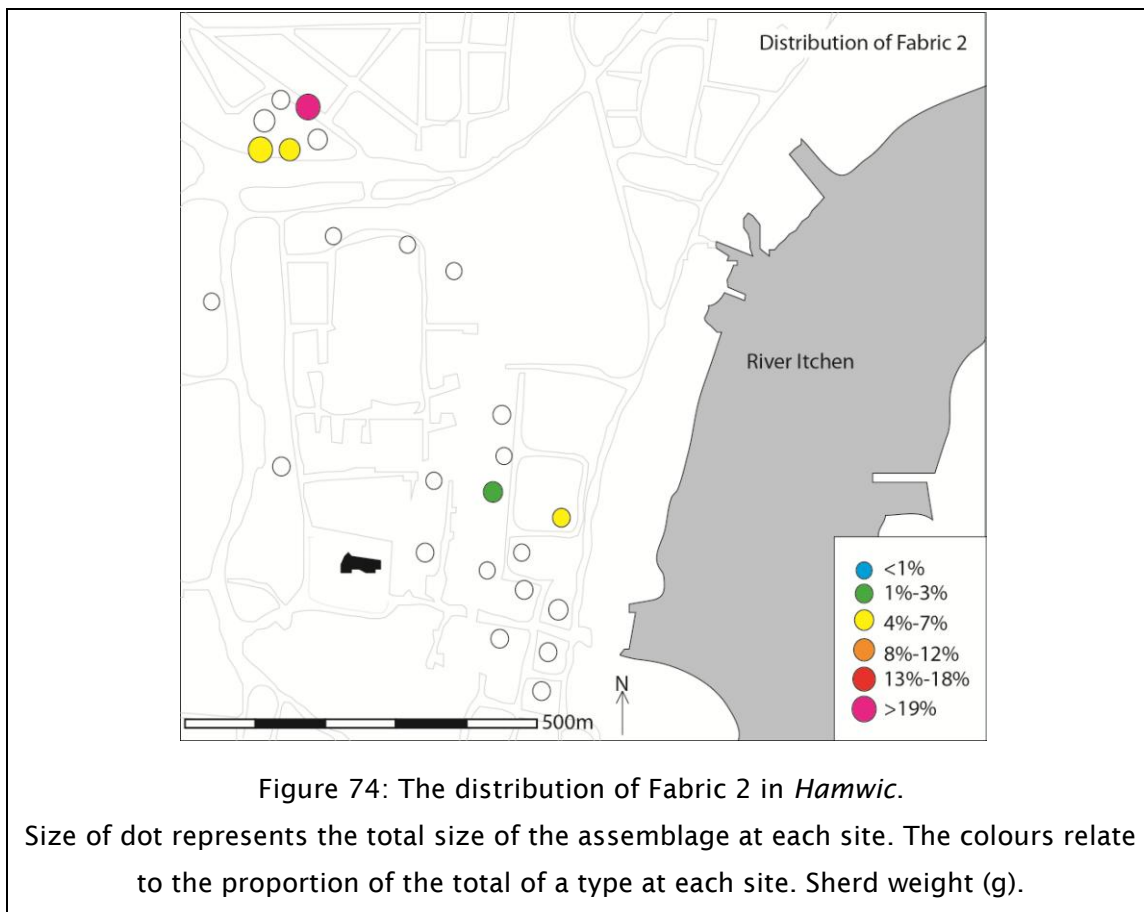 Distribution of Fabric 2
River Itchen
<1%
1%-3%
4%-7%
8%-12%
13%-18%
>19%
N
500m
Figure 74: The distribution of Fabric 2 in Hamwic.
Size of dot represents the total size of the assemblage at each site. The colours relate
to the proportion of the total of a type at each site. Sherd weight (g).